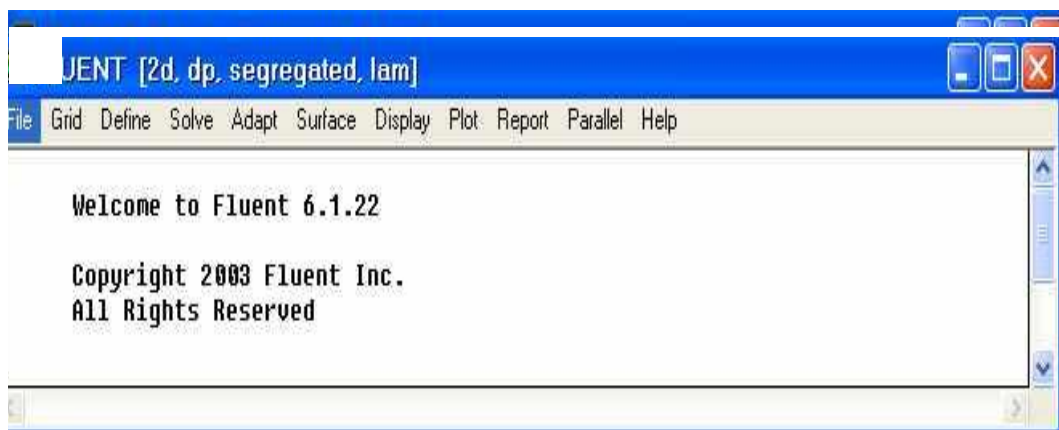 UENT [2d, dp, segregated, lam]
File Grid Define Solve Adapt Surface Display Plot Report Parallel Help
Welcome to Fluent 6.1.22
Copyright 2003 Fluent Inc.
All Rights Reserved